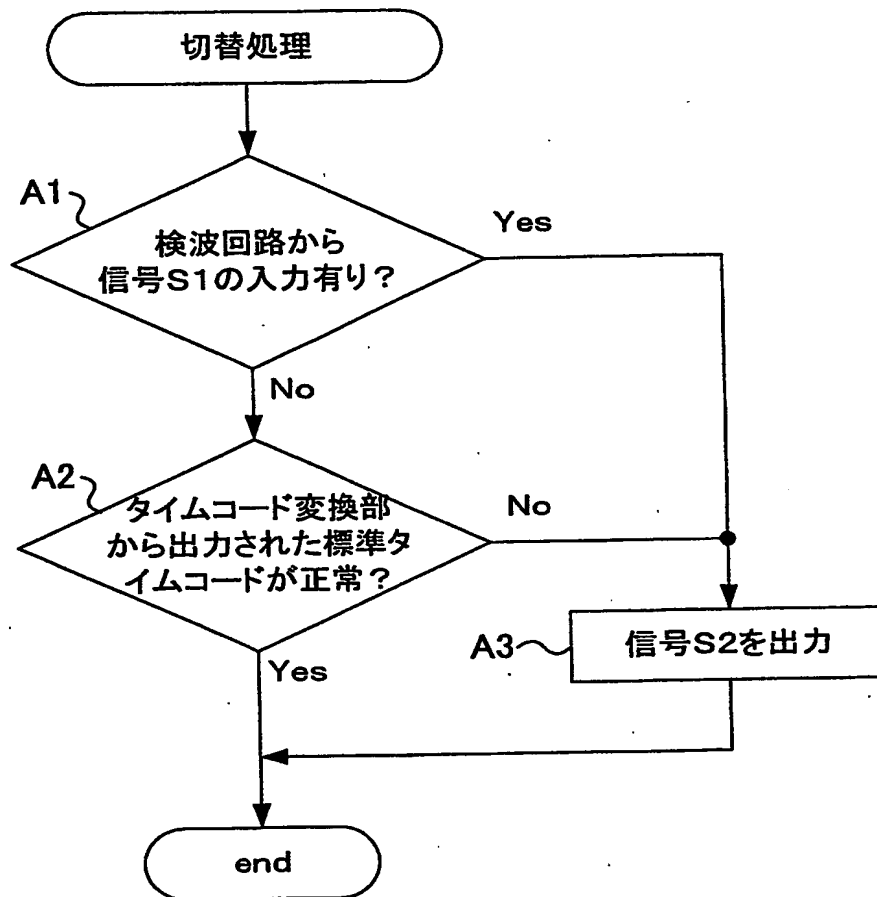 切替処理
A1
検波回路から
信号S1の入力有り?
Yes
No
A2
タイムコード変換部
から出力された標準タ
イムコードが正常?
No
Yes
A3
信号S2を出力
end